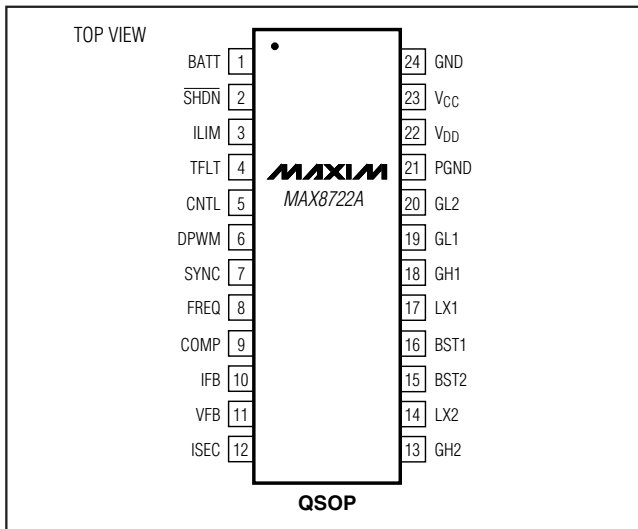 TOP VIEW
BATT 1
S̅H̅D̅N̅ 2
ILIM 3
TFLT 4
CNTL 5
DPWM 6
SYNC 7
FREQ 8
COMP 9
IFB 10
VFB 11
ISEC 12
MAXIM
MAX8722A
24 GND
23 VCC
22 VDD
21 PGND
20 GL2
19 GL1
18 GH1
17 LX1
16 BST1
15 BST2
14 LX2
13 GH2
QSOP